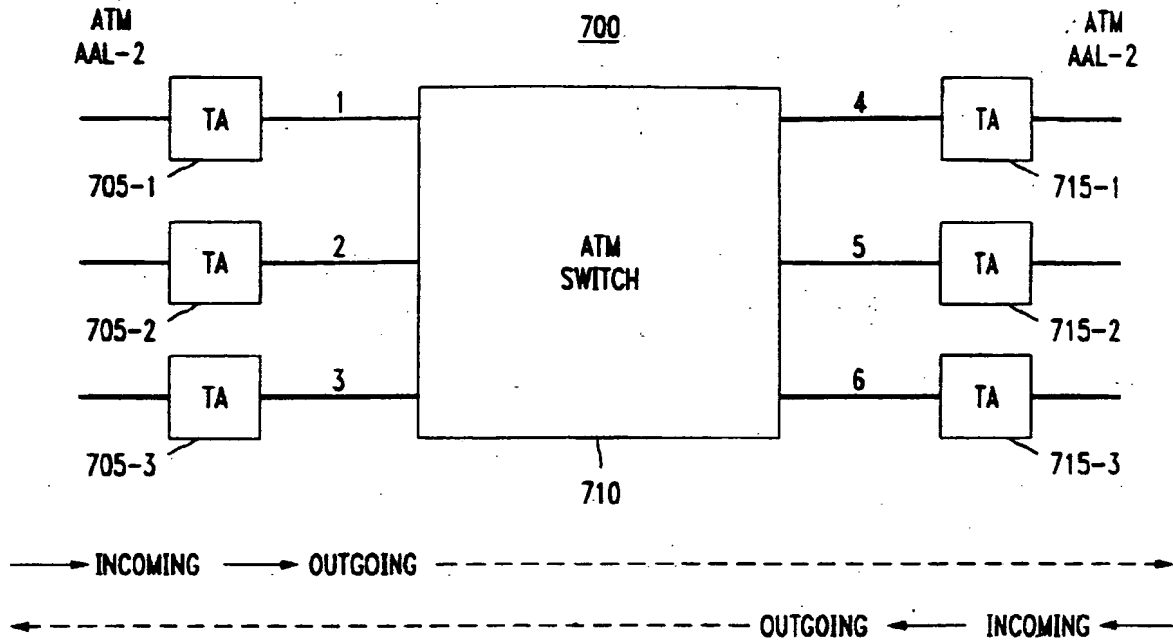 ATM AAL-2
700
ATM AAL-2
TA 1 4 TA
705-1 715-1
TA 2 ATM SWITCH 5 TA
705-2 715-2
TA 3 6 TA
705-3 715-3
710
INCOMING OUTGOING
OUTGOING INCOMING